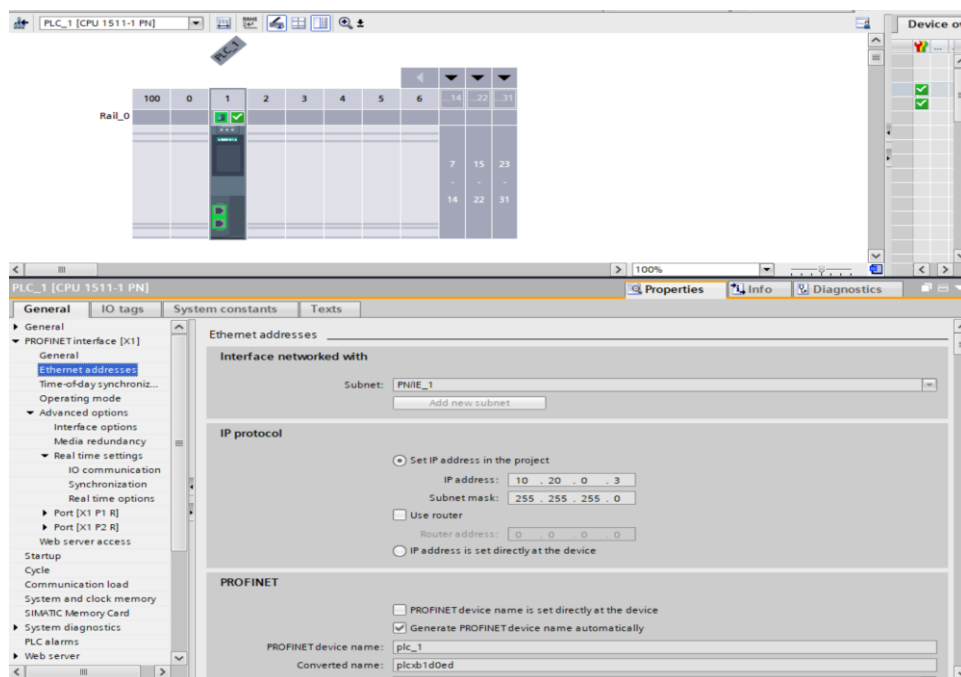 PLC_1 [CPU 1511-1 PN]
Device ov
PLC_1
100 0 1 2 3 4 5 6 ...14 ...22 ...31
Rail_0
SIEMENS
7 15 23
- - -
14 22 31
100%
PLC_1 [CPU 1511-1 PN]
Properties Info Diagnostics
General IO tags System constants Texts
General
PROFINET interface [X1]
General
Ethernet addresses
Time-of-day synchroniz...
Operating mode
Advanced options
Interface options
Media redundancy
Real time settings
IO communication
Synchronization
Real time options
Port [X1 P1 R]
Port [X1 P2 R]
Web server access
Startup
Cycle
Communication load
System and clock memory
SIMATIC Memory Card
System diagnostics
PLC alarms
Web server
Ethernet addresses
Interface networked with
Subnet: PN/IE_1
Add new subnet
IP protocol
Set IP address in the project
IP address: 10 . 20 . 0 . 3
Subnet mask: 255 . 255 . 255 . 0
Use router
Router address: 0 . 0 . 0 . 0
IP address is set directly at the device
PROFINET
PROFINET device name is set directly at the device
Generate PROFINET device name automatically
PROFINET device name: plc_1
Converted name: plcxb1d0ed